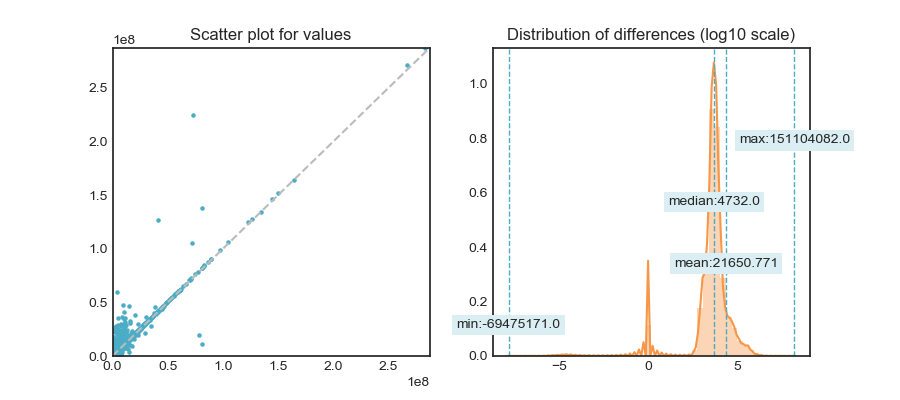 Scatter plot for values
1e8
2.5
2.0
1.5
1.0
0.5
0.0
0.0 0.5 1.0 1.5 2.0 2.5
1e8
Distribution of differences (log10 scale)
1.0
0.8
0.6
0.4
0.2
0.0
−5 0 5
max:151104082.0
median:4732.0
mean:21650.771
min:-69475171.0